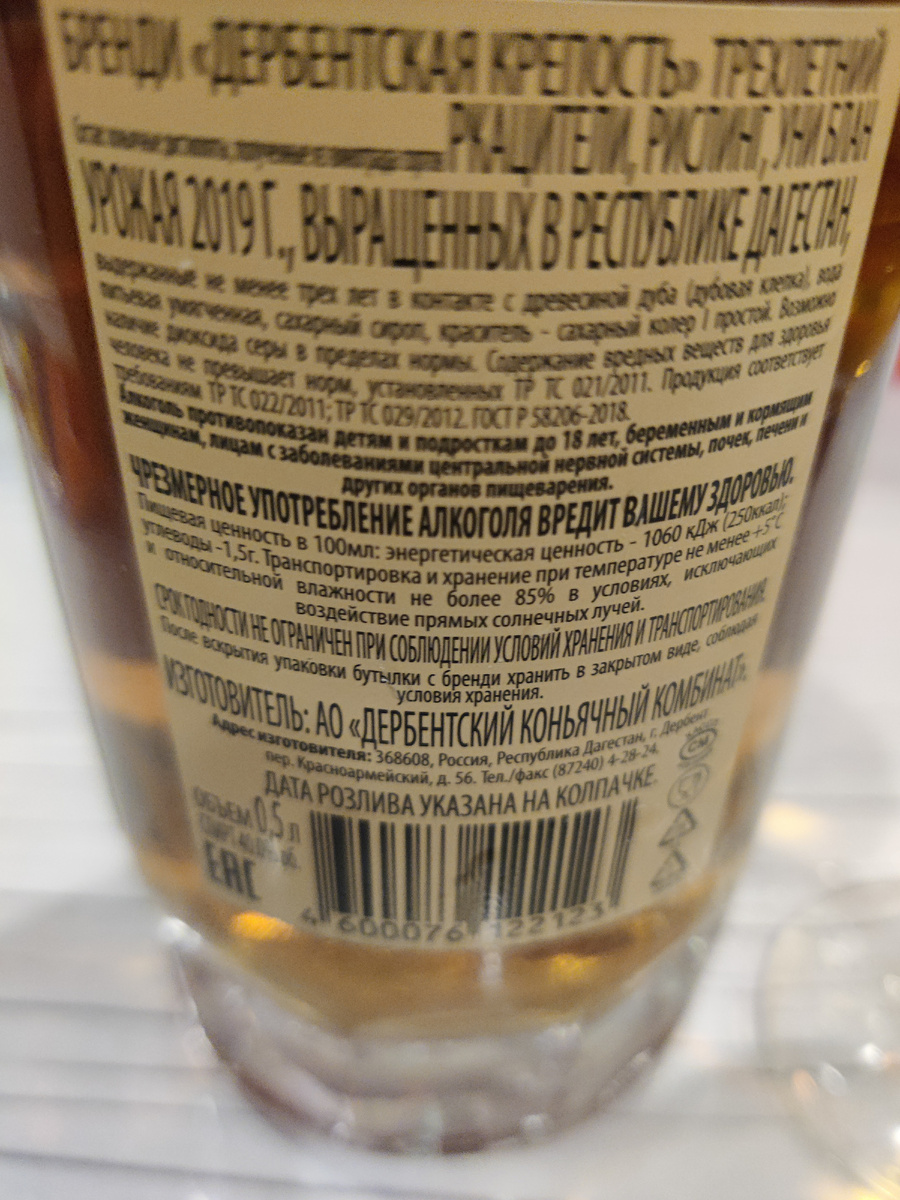 БРЕНДИ «ДЕРБЕНТСКАЯ КРЕПОСТЬ» ТРЕХЛЕТНИЙ
РКАЦИТЕЛИ, РИСЛИНГ, УНИ БЛАН
УРОЖАЯ 2019 Г., ВЫРАЩЕННЫХ В РЕСПУБЛИКЕ ДАГЕСТАН,
выдержанные не менее трех лет в контакте с древесиной дуба (дубовая клепка), вода
питьевая умягченная, сахарный сироп, краситель - сахарный колер I простой. Возможно
наличие диоксида серы в пределах нормы. Содержание вредных веществ для здоровья
человека не превышает норм, установленных ТР ТС 021/2011. Продукция соответствует
требованиям ТР ТС 022/2011; ТР ТС 029/2012. ГОСТ Р 58206-2018.
Алкоголь противопоказан детям и подросткам до 18 лет, беременным и кормящим
женщинам, лицам с заболеваниями центральной нервной системы, почек, печени и
других органов пищеварения.
ЧРЕЗМЕРНОЕ УПОТРЕБЛЕНИЕ АЛКОГОЛЯ ВРЕДИТ ВАШЕМУ ЗДОРОВЬЮ.
Пищевая ценность в 100мл: энергетическая ценность - 1060 кДж (250ккал);
углеводы -1,5г. Транспортировка и хранение при температуре не менее +5°С
и относительной влажности не более 85% в условиях, исключающих
воздействие прямых солнечных лучей.
СРОК ГОДНОСТИ НЕ ОГРАНИЧЕН ПРИ СОБЛЮДЕНИИ УСЛОВИЙ ХРАНЕНИЯ И ТРАНСПОРТИРОВАНИЯ.
После вскрытия упаковки бутылки с бренди хранить в закрытом виде, соблюдая
условия хранения.
ИЗГОТОВИТЕЛЬ: АО «ДЕРБЕНТСКИЙ КОНЬЯЧНЫЙ КОМБИНАТ».
Адрес изготовителя: 368608, Россия, Республика Дагестан, г. Дербент
пер. Красноармейский, д. 56. Тел./факс (87240) 4-28-24.
ДАТА РОЗЛИВА УКАЗАНА НА КОЛПАЧКЕ.
ОБЪЕМ 0,5 л
СПИРТ 40,0% об.
ЕАС
4 600076 122123